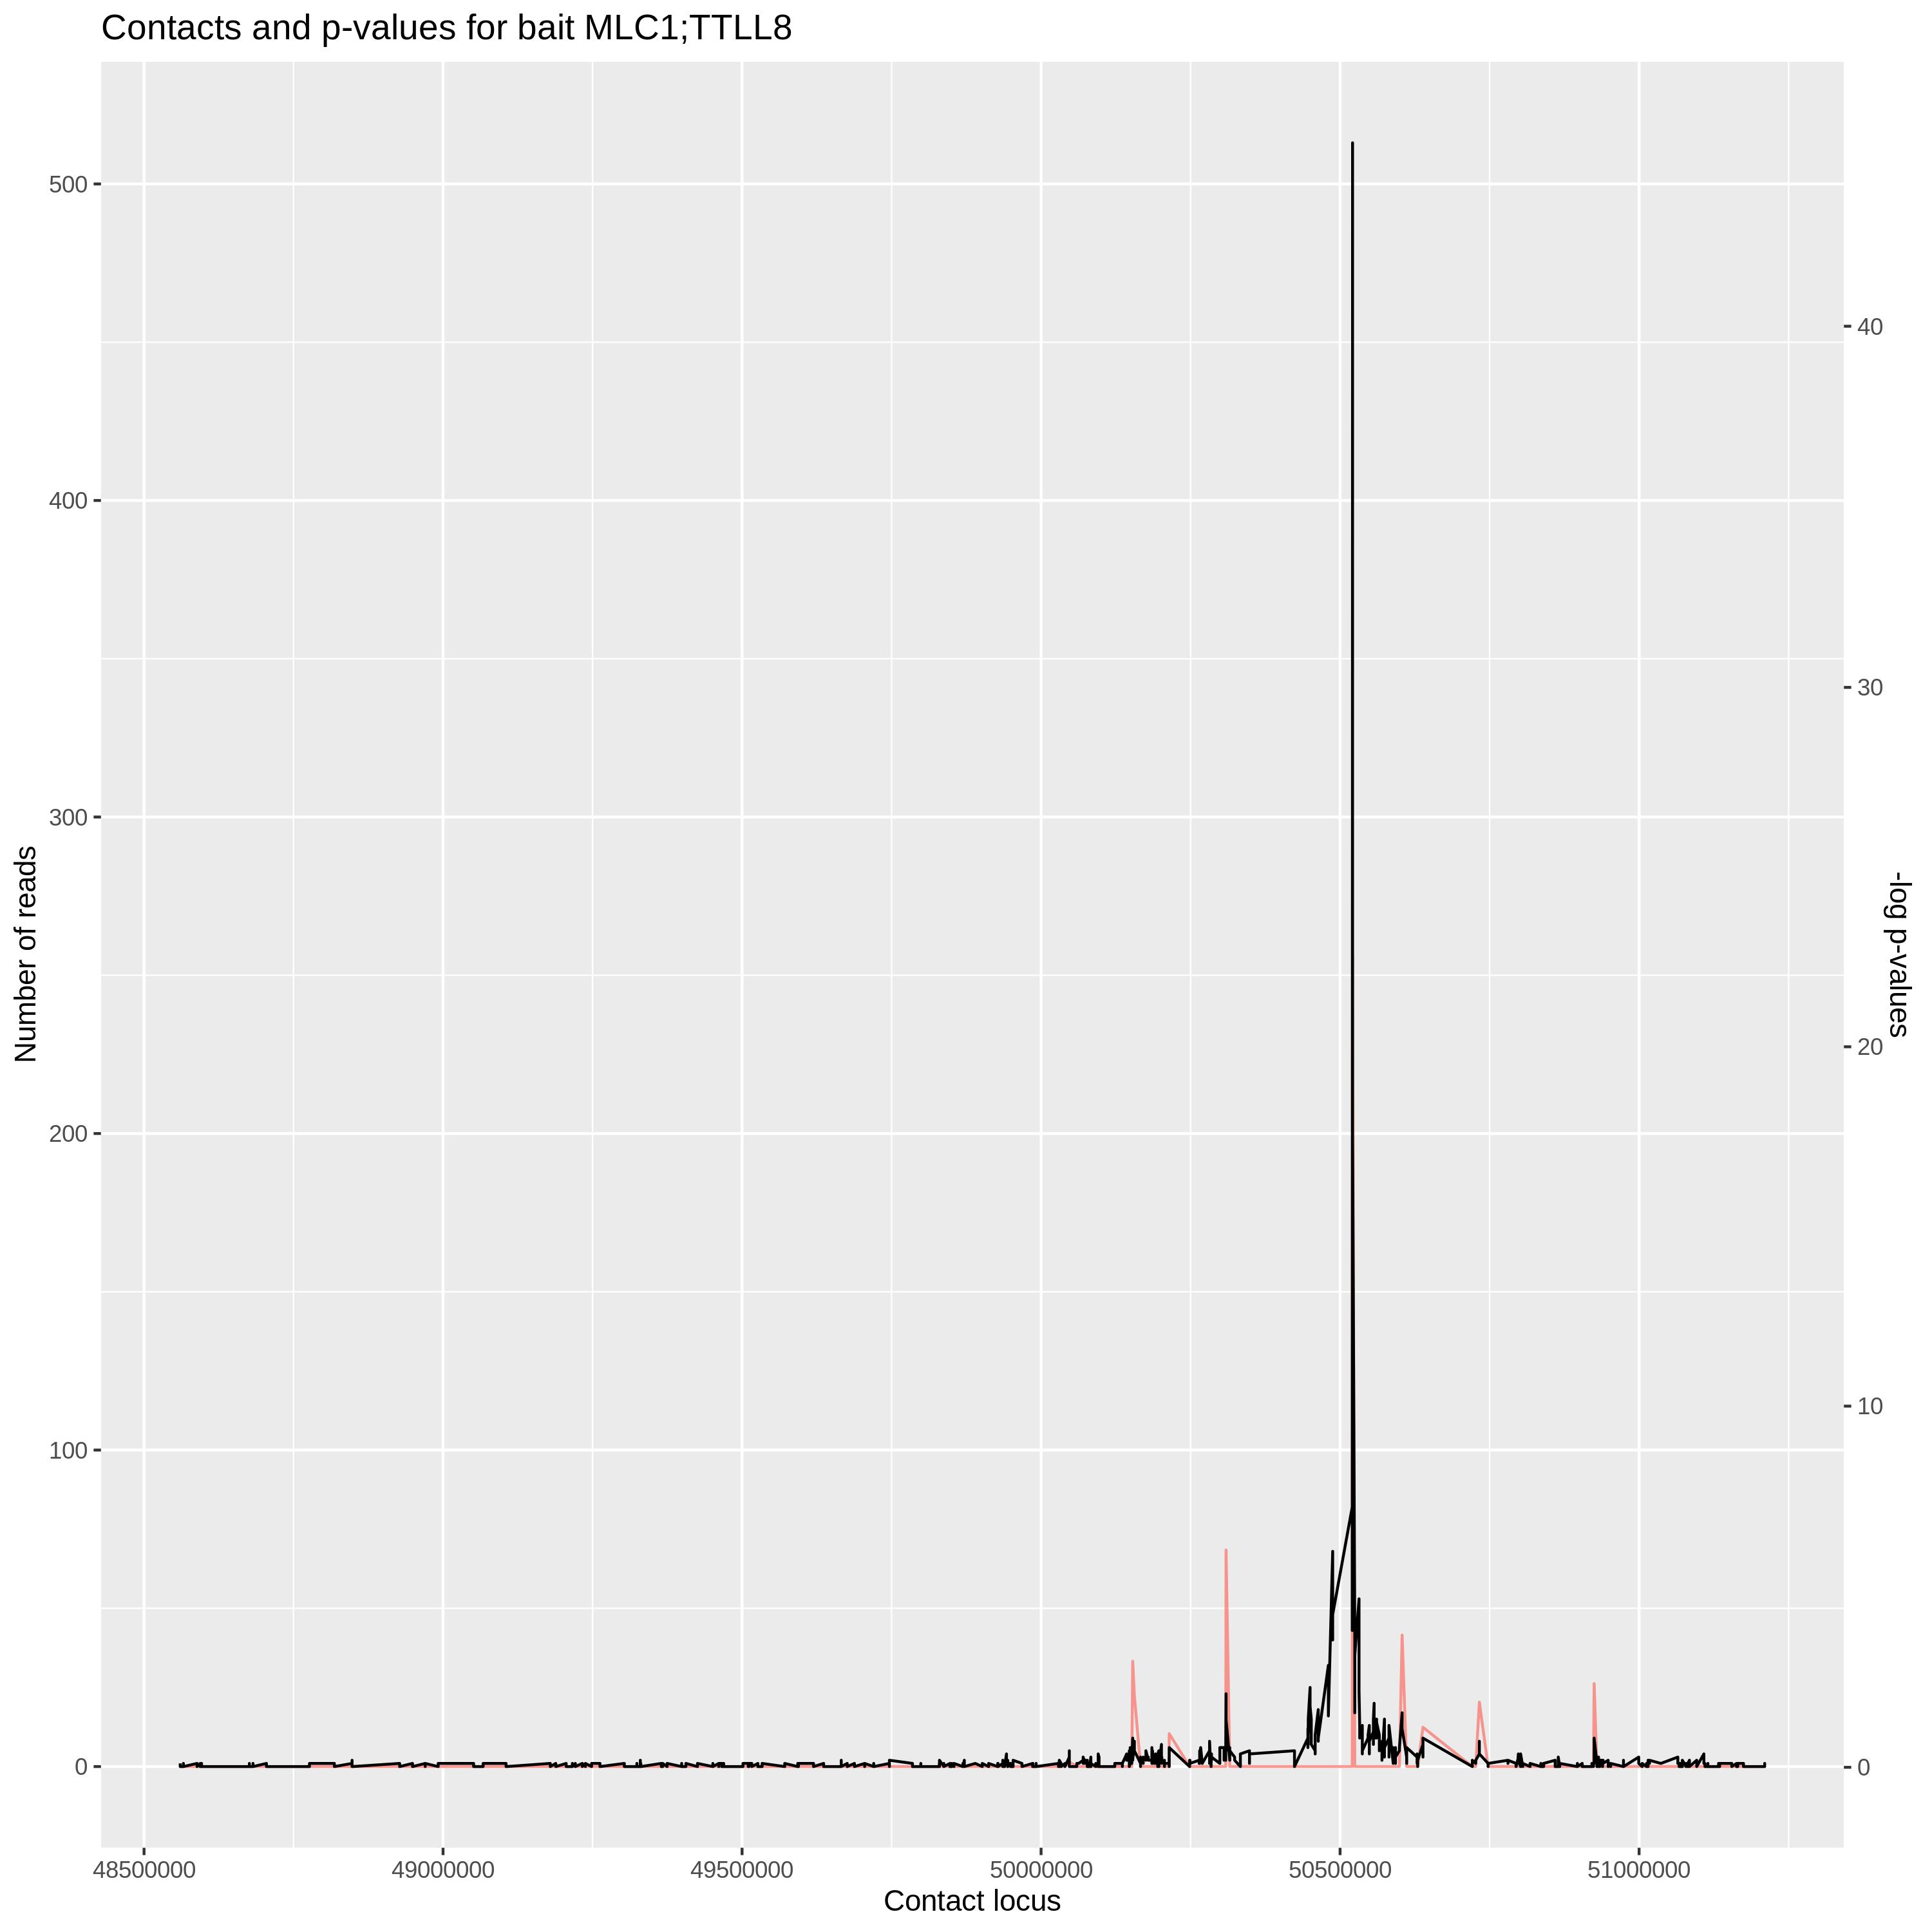 Contacts and p-values for bait MLC1;TTLL8
Number of reads
500
400
300
200
100
0
40
30
20
10
0
-log p-values
48500000 49000000 49500000 50000000 50500000 51000000
Contact locus